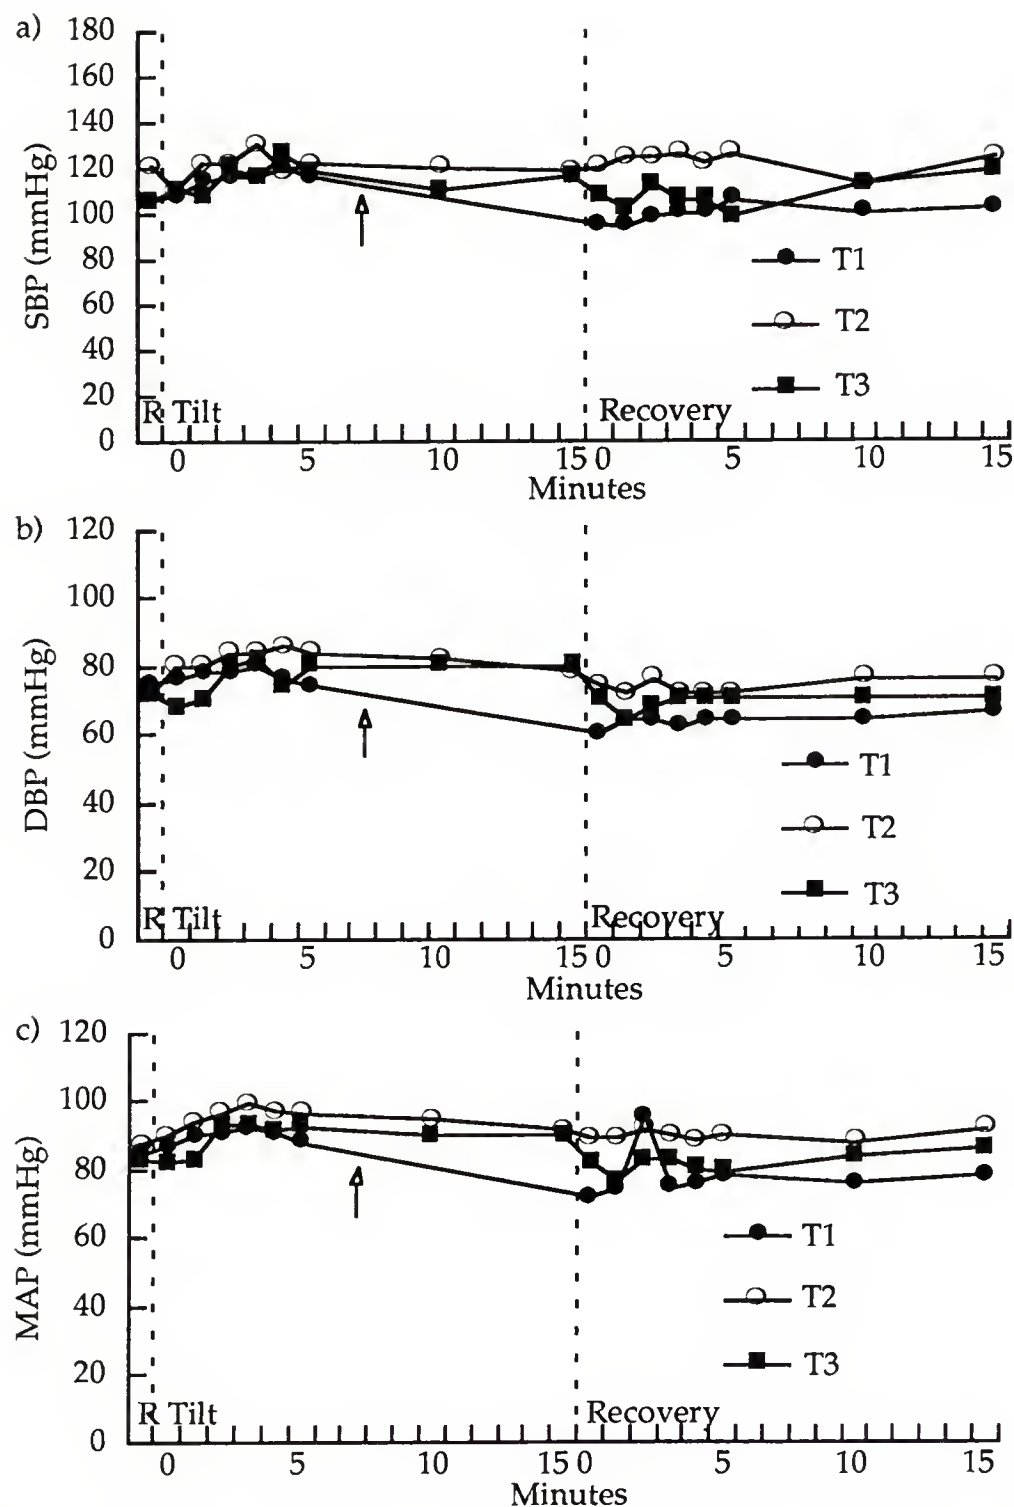 a)
180
160
140
120
100
80
60
40
20
0
SBP (mmHg)
T1
T2
T3
R Tilt
Recovery
0 5 10 15 0 5 10 15
Minutes
b)
120
100
80
60
40
20
0
DBP (mmHg)
T1
T2
T3
R Tilt
Recovery
0 5 10 15 0 5 10 15
Minutes
c)
120
100
80
60
40
20
0
MAP (mmHg)
T1
T2
T3
R Tilt
Recovery
0 5 10 15 0 5 10 15
Minutes